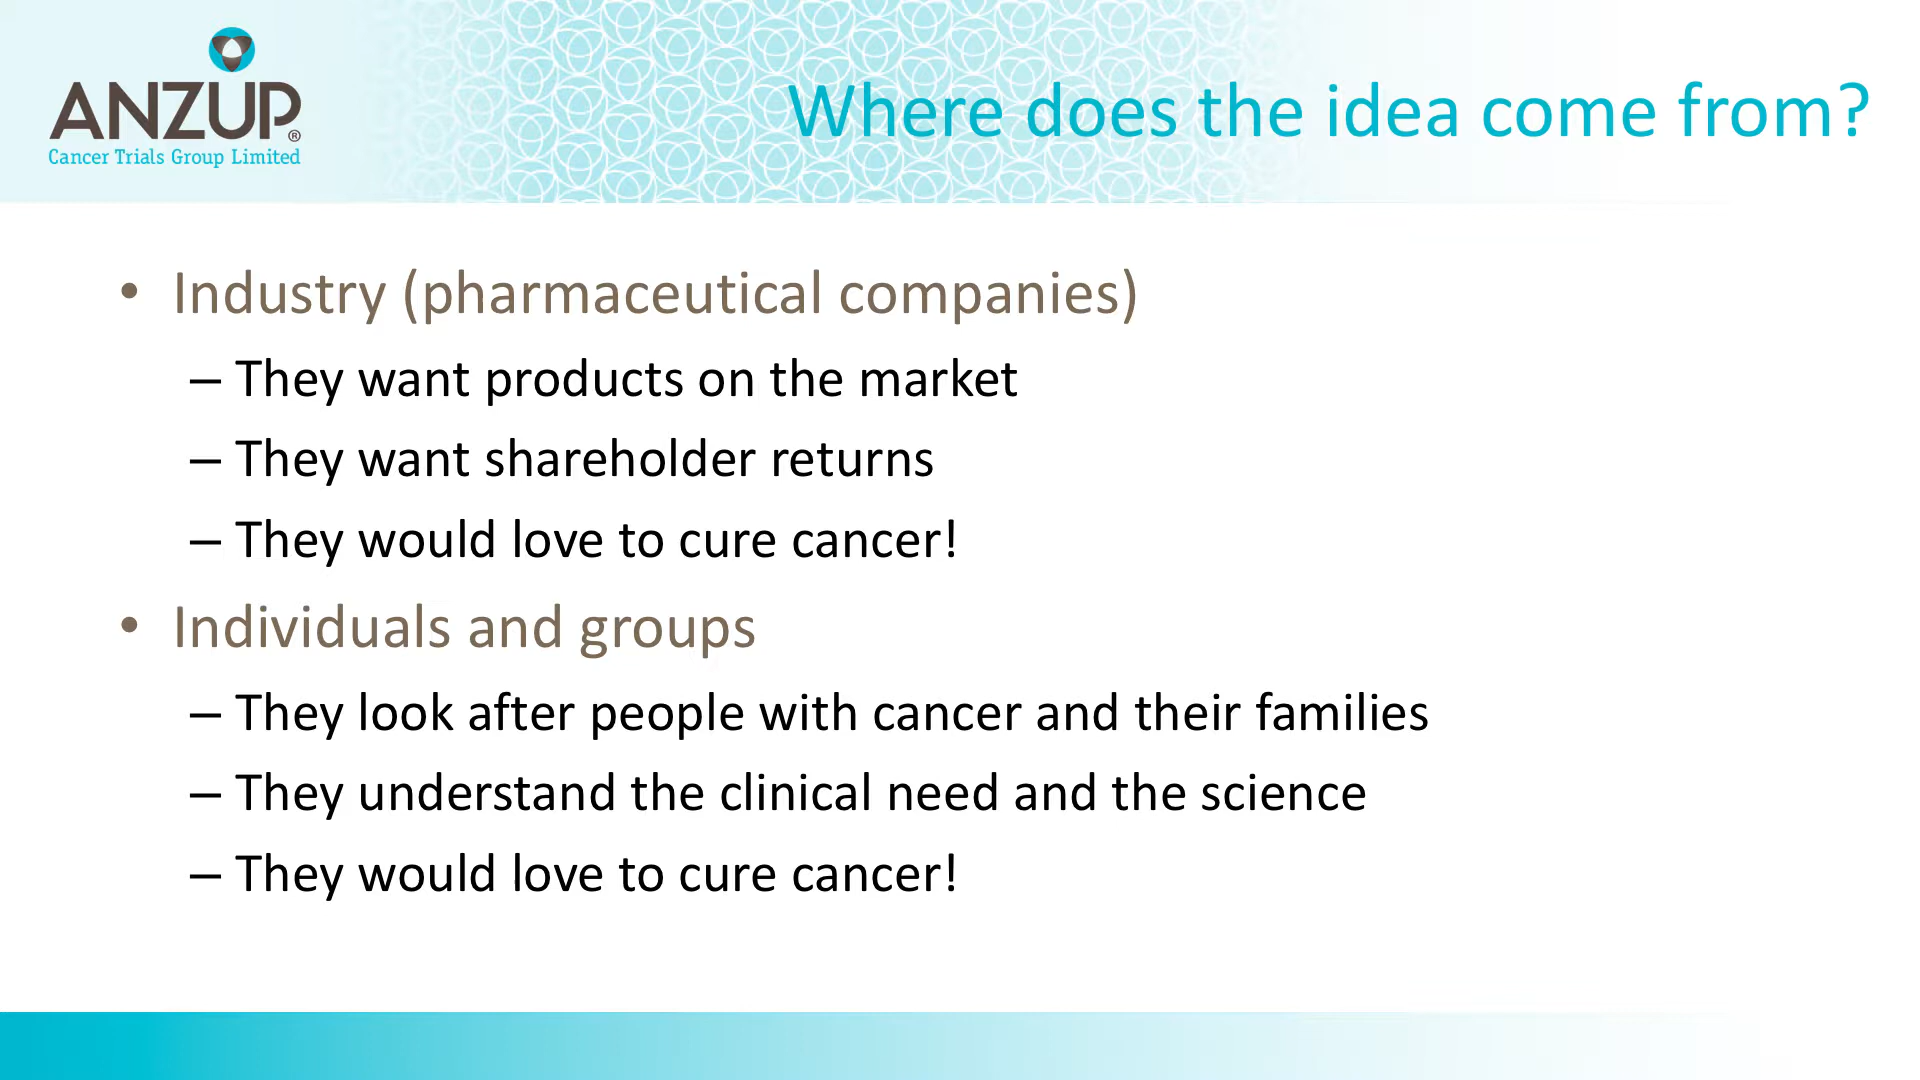 ANZUP®
Cancer Trials Group Limited
Where does the idea come from?
• Industry (pharmaceutical companies)
– They want products on the market
– They want shareholder returns
– They would love to cure cancer!
• Individuals and groups
– They look after people with cancer and their families
– They understand the clinical need and the science
– They would love to cure cancer!